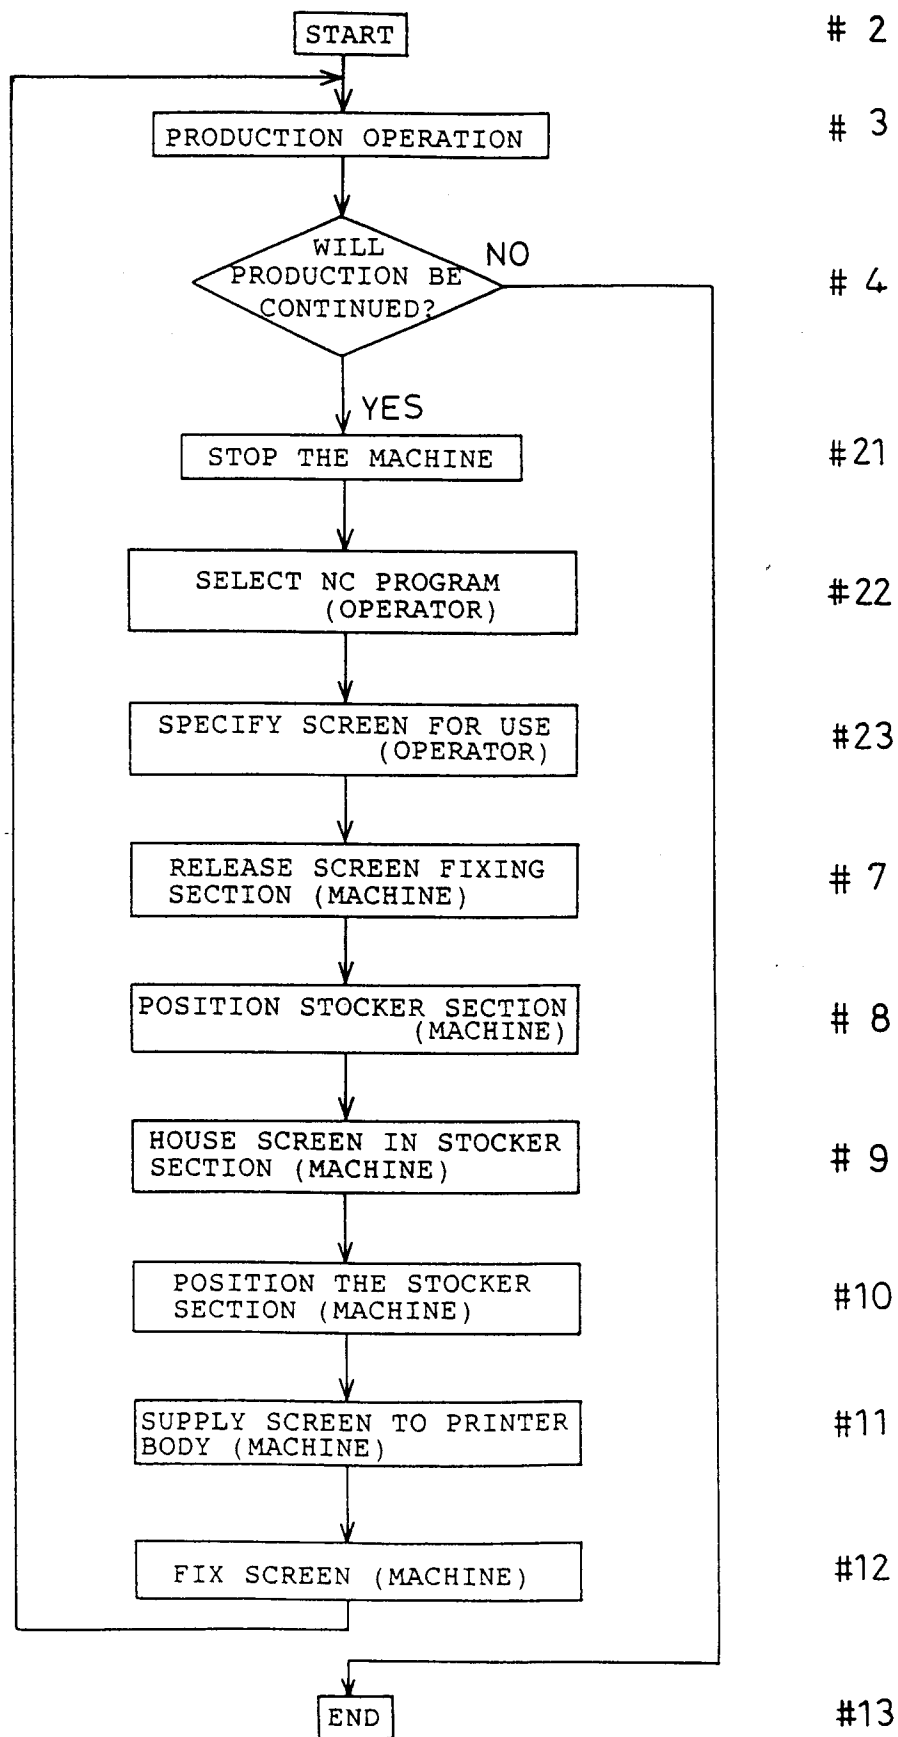 START
# 2
PRODUCTION OPERATION
# 3
WILL
PRODUCTION BE
CONTINUED?
NO
# 4
YES
STOP THE MACHINE
#21
SELECT NC PROGRAM
(OPERATOR)
#22
SPECIFY SCREEN FOR USE
(OPERATOR)
#23
RELEASE SCREEN FIXING
SECTION (MACHINE)
# 7
POSITION STOCKER SECTION
(MACHINE)
# 8
HOUSE SCREEN IN STOCKER
SECTION (MACHINE)
# 9
POSITION THE STOCKER
SECTION (MACHINE)
#10
SUPPLY SCREEN TO PRINTER
BODY (MACHINE)
#11
FIX SCREEN (MACHINE)
#12
END
#13